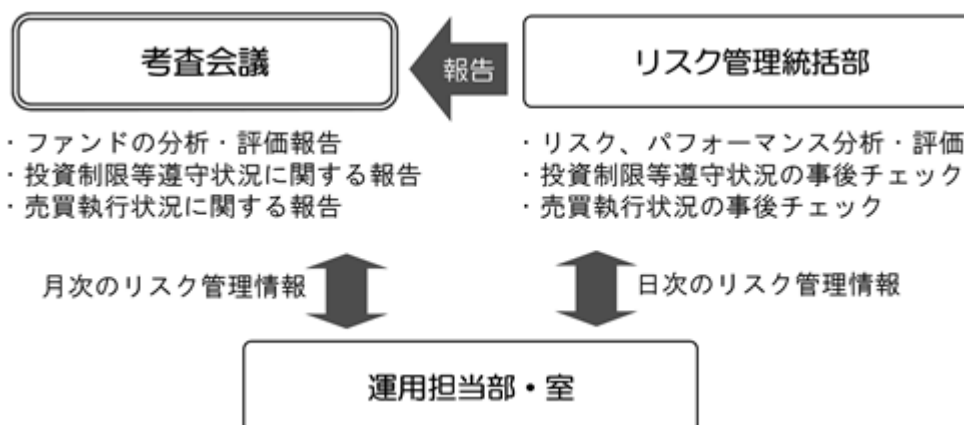 考査会議
報告
リスク管理統括部
・ファンドの分析・評価報告
・投資制限等遵守状況に関する報告
・売買執行状況に関する報告
・リスク、パフォーマンス分析・評価
・投資制限等遵守状況の事後チェック
・売買執行状況の事後チェック
月次のリスク管理情報
日次のリスク管理情報
運用担当部・室